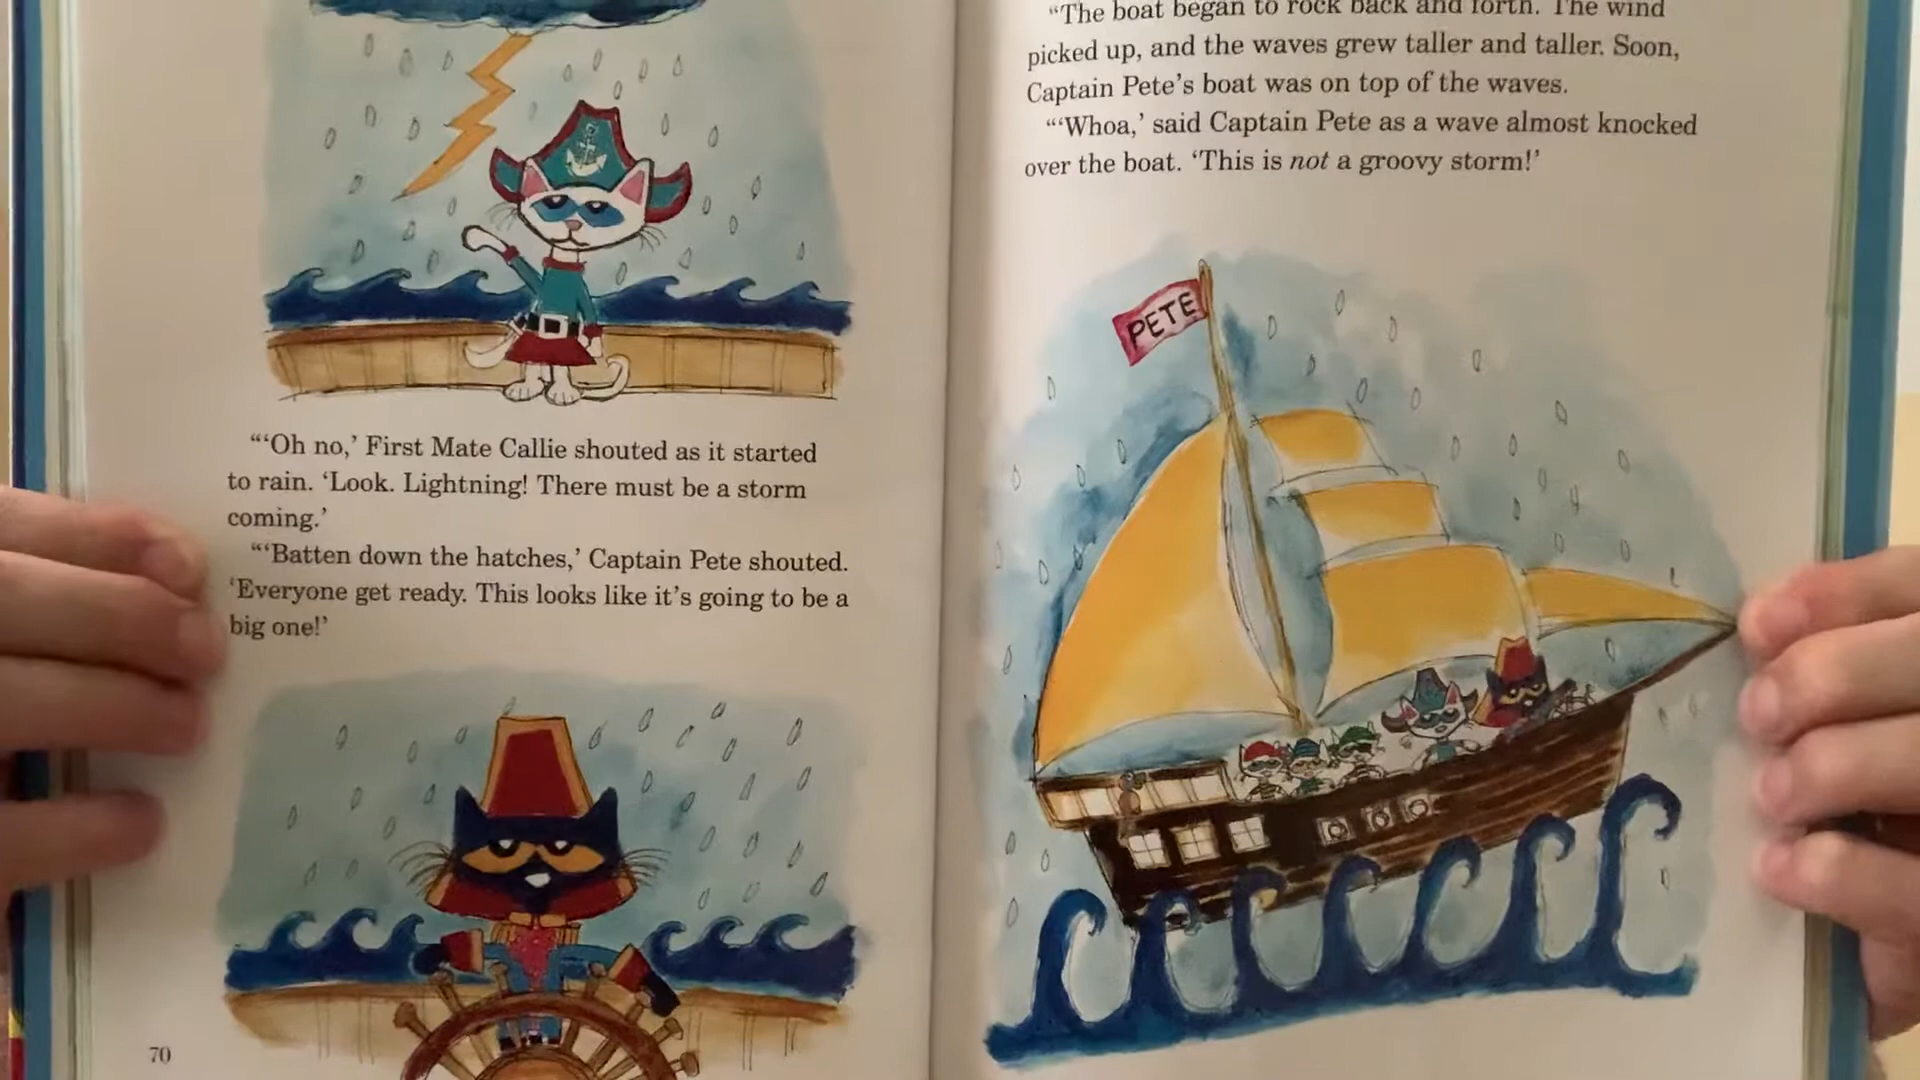 “‘Oh no,’ First Mate Callie shouted as it started
to rain. ‘Look. Lightning! There must be a storm
coming.’
“‘Batten down the hatches,’ Captain Pete shouted.
‘Everyone get ready. This looks like it’s going to be a
big one!’
70
“The boat began to rock back and forth. The wind
picked up, and the waves grew taller and taller. Soon,
Captain Pete’s boat was on top of the waves.
“‘Whoa,’ said Captain Pete as a wave almost knocked
over the boat. ‘This is not a groovy storm!’
PETE